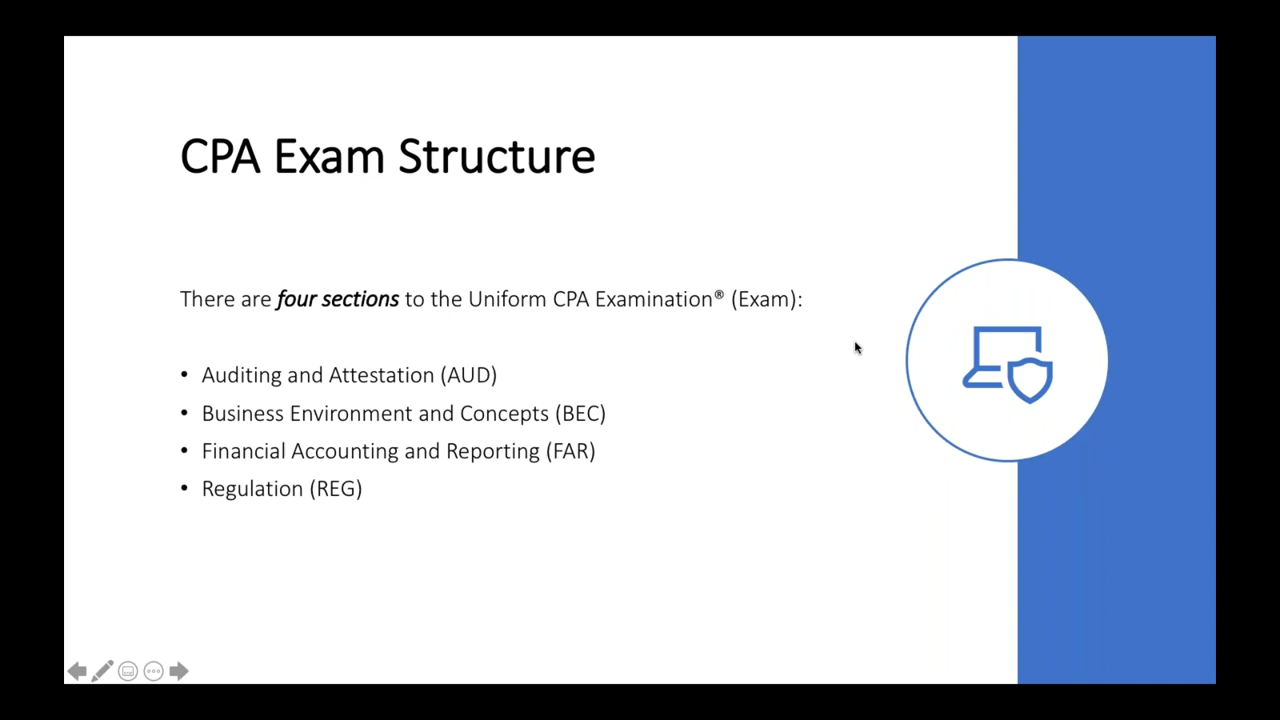 CPA Exam Structure
There are four sections to the Uniform CPA Examination® (Exam):
• Auditing and Attestation (AUD)
• Business Environment and Concepts (BEC)
• Financial Accounting and Reporting (FAR)
• Regulation (REG)